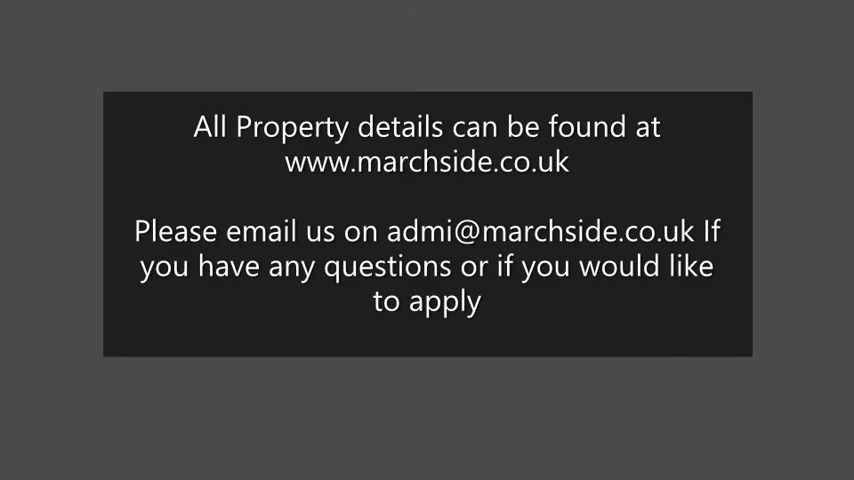 All Property details can be found at
www.marchside.co.uk
Please email us on admi@marchside.co.uk If
you have any questions or if you would like
to apply